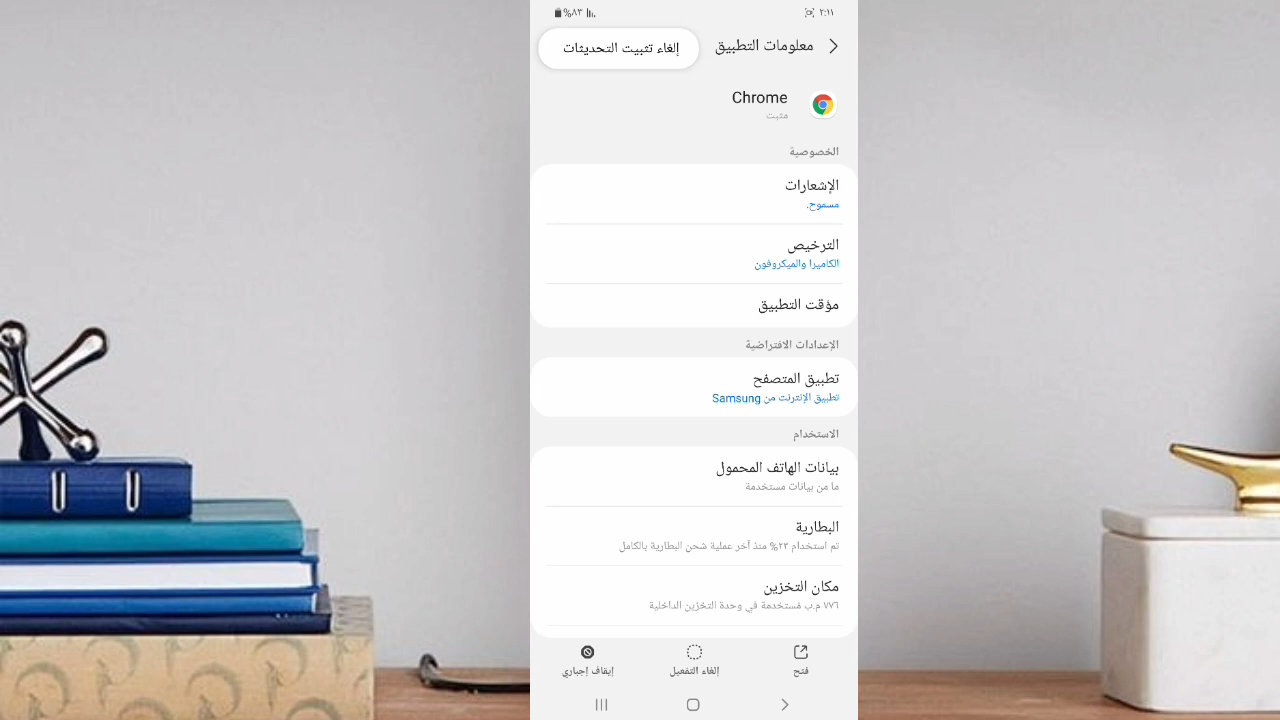 ٢:١١
%٨٣
معلومات التطبيق
إلغاء تثبيت التحديثات
Chrome
مثبت
الخصوصية
الإشعارات
مسموح.
الترخيص
الكاميرا والميكروفون
مؤقت التطبيق
الإعدادات الافتراضية
تطبيق المتصفح
تطبيق الإنترنت من Samsung
الاستخدام
بيانات الهاتف المحمول
ما من بيانات مستخدمة
البطارية
تم استخدام ٢٣% منذ آخر عملية شحن البطارية بالكامل
مكان التخزين
٧٧٦ م.ب مُستخدمة في وحدة التخزين الداخلية
فتح
إلغاء التفعيل
إيقاف إجباري